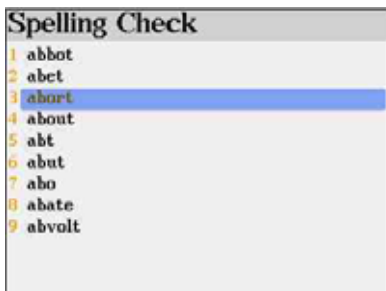 Spelling Check
1 abbot
2 abet
3 abort
4 about
5 abt
6 abut
7 abo
8 abate
9 abvolt